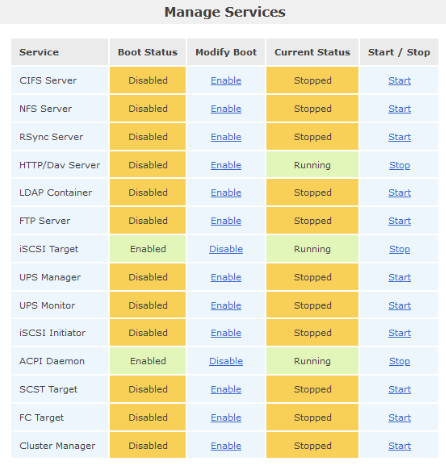 Manage Services
Service Boot Status Modify Boot Current Status Start / Stop
CIFS Server Disabled Enable Stopped Start
NFS Server Disabled Enable Stopped Start
RSync Server Disabled Enable Stopped Start
HTTP/Dav Server Disabled Enable Running Stop
LDAP Container Disabled Enable Stopped Start
FTP Server Disabled Enable Stopped Start
iSCSI Target Enabled Disable Running Stop
UPS Manager Disabled Enable Stopped Start
UPS Monitor Disabled Enable Stopped Start
iSCSI Initiator Disabled Enable Stopped Start
ACPI Daemon Enabled Disable Running Stop
SCST Target Disabled Enable Stopped Start
FC Target Disabled Enable Stopped Start
Cluster Manager Disabled Enable Stopped Start